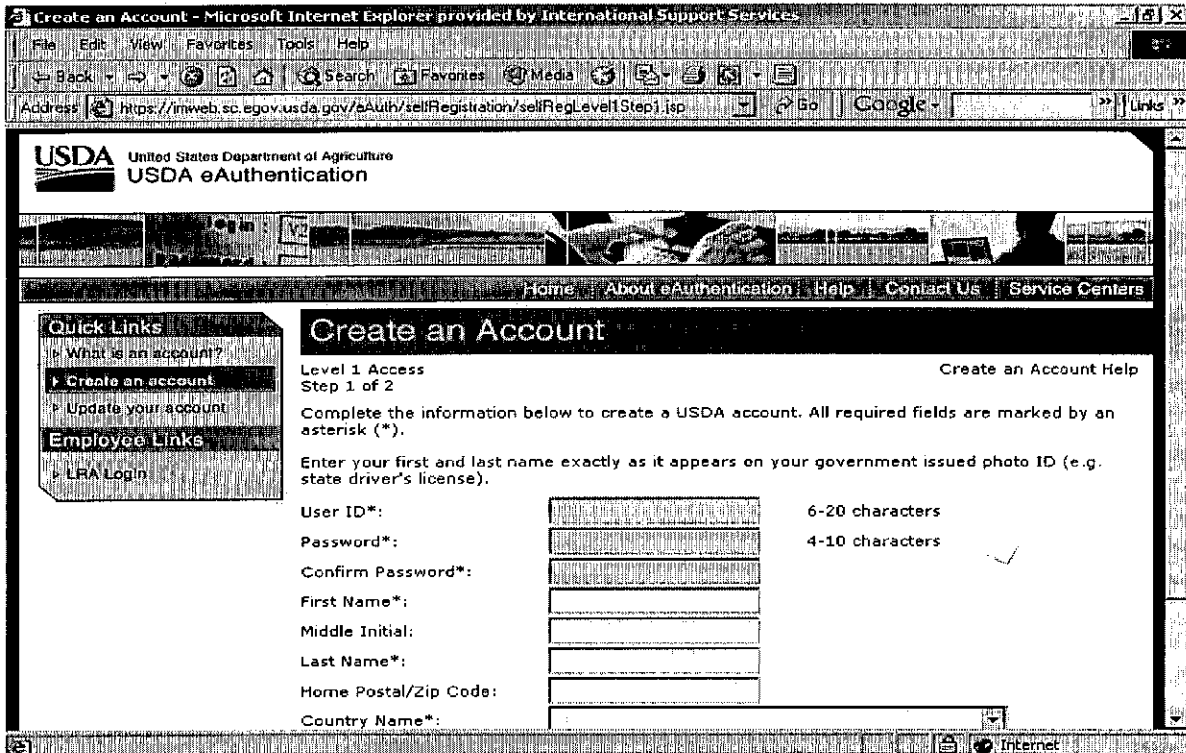 Create an Account - Microsoft Internet Explorer provided by International Support Services
File Edit View Favorites Tools Help
Back Search Favorites Media
Address https://imweb.sc.egov.usda.gov/eAuth/selfRegistration/selfRegLevel1Step1.jsp Go Google Links
USDA United States Department of Agriculture
USDA eAuthentication
Home About eAuthentication Help Contact Us Service Centers
Quick Links
What is an account?
Create an account
Update your account
Employee Links
LRA Login
Create an Account
Level 1 Access Create an Account Help
Step 1 of 2
Complete the information below to create a USDA account. All required fields are marked by an
asterisk (*).
Enter your first and last name exactly as it appears on your government issued photo ID (e.g.
state driver's license).
User ID*: 6-20 characters
Password*: 4-10 characters
Confirm Password*:
First Name*:
Middle Initial:
Last Name*:
Home Postal/Zip Code:
Country Name*:
Internet